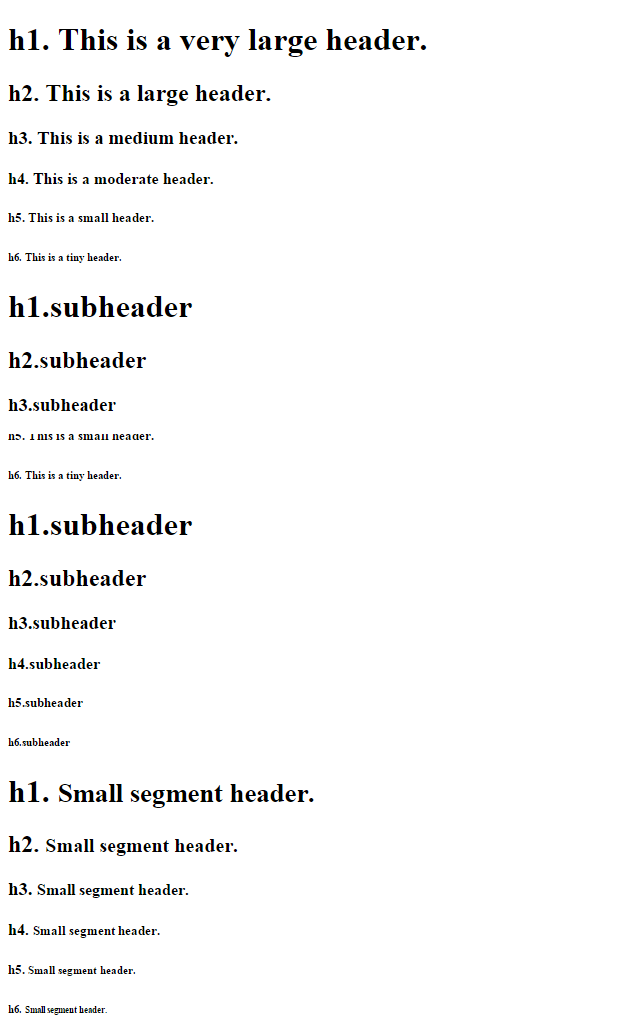 h1. This is a very large header.
h2. This is a large header.
h3. This is a medium header.
h4. This is a moderate header.
h5. This is a small header.
h6. This is a tiny header.
h1.subheader
h2.subheader
h3.subheader
h5. This is a small header.
h6. This is a tiny header.
h1.subheader
h2.subheader
h3.subheader
h4.subheader
h5.subheader
h6.subheader
h1. Small segment header.
h2. Small segment header.
h3. Small segment header.
h4. Small segment header.
h5. Small segment header.
h6. Small segment header.